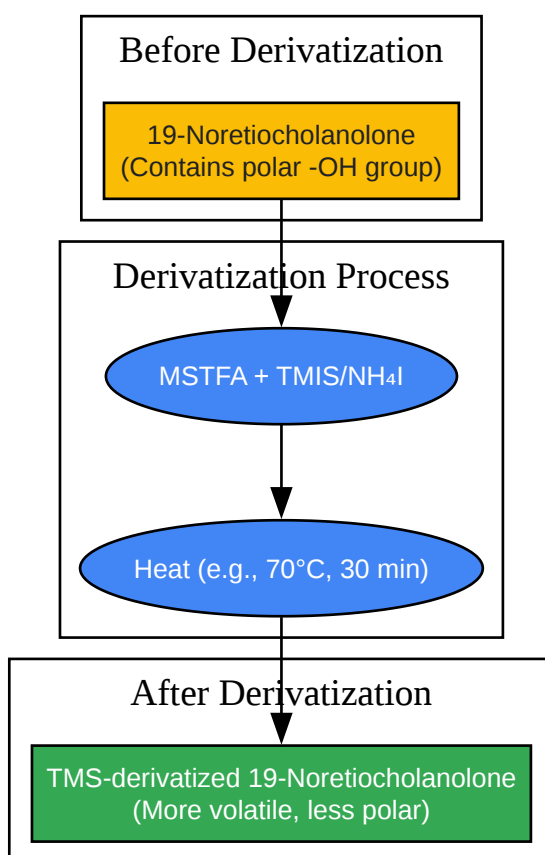 Before Derivatization
19-Noretiocholanolone
(Contains polar -OH group)
Derivatization Process
MSTFA + TMIS/NH₄I
Heat (e.g., 70°C, 30 min)
After Derivatization
TMS-derivatized 19-Noretiocholanolone
(More volatile, less polar)